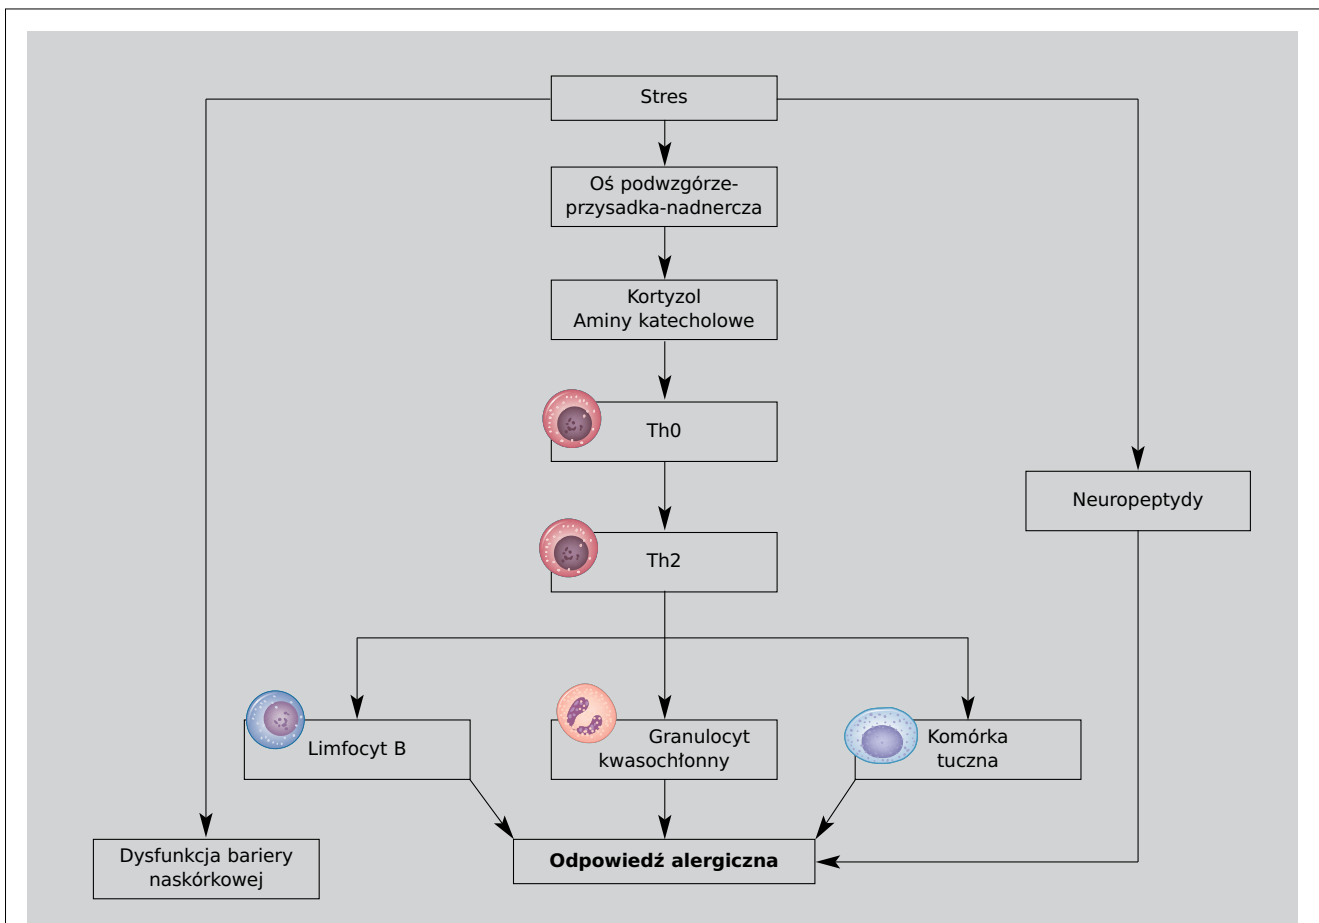 Stres
Oś podwzgórze-
przysadka-nadnercza
Kortyzol
Aminy katecholowe
Th0
Neuropeptydy
Th2
Limfocyt B
Granulocyt
kwasochłonny
Komórka
tuczna
Dysfunkcja bariery
naskórkowej
Odpowiedź alergiczna